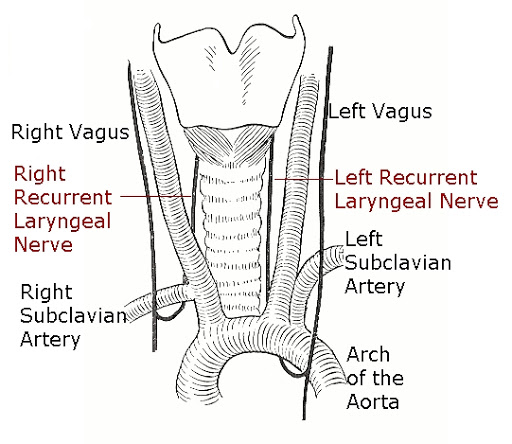 Right Vagus
Left Vagus
Right
Recurrent
Laryngeal
Nerve
Left Recurrent
Laryngeal Nerve
Left
Subclavian
Artery
Right
Subclavian
Artery
Arch
of the
Aorta